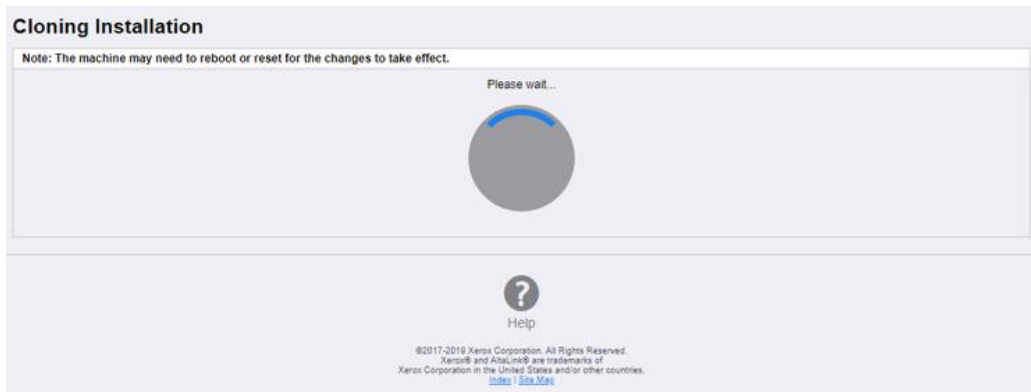 Cloning Installation
Note: The machine may need to reboot or reset for the changes to take effect.
Please wait...
?
Help
©2017-2019 Xerox Corporation. All Rights Reserved.
Xerox® and AltaLink® are trademarks of
Xerox Corporation in the United States and/or other countries.
Index | Site Map